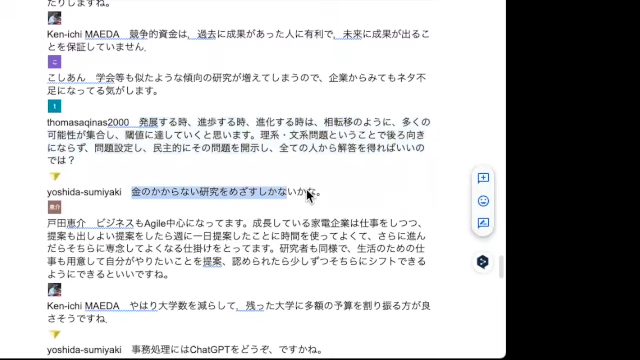 たりしますね。
Ken-ichi MAEDA　競争的資金は、過去に成果があった人に有利で、未来に成果が出るこ
とを保証していません。
こ
こしあん　学会等も似たような傾向の研究が増えてしまうので、企業からみてもネタ不
足になってる気がします。
t
thomasaqinas2000　発展する時、進歩する時、進化する時は、相転移のように、多くの
可能性が集合し、閾値に達していくと思います。理系・文系問題ということで後ろ向き
にならず、問題設定し、民主的にその問題を開示し、全ての人から解答を得ればいいの
では？
yoshida-sumiyaki　金のかからない研究をめざすしかないかな。
恵介
戸田恵介　ビジネスもAgile中心になってます。成長している家電企業は仕事をしつつ、
提案も出しよい提案をしたら週に一日提案したことに時間を使ってよくて、さらに進ん
だらそちらに専念してよくなる仕掛けをとってます。研究者も同様で、生活のための仕
事も用意して自分がやりたいことを提案、認められたら少しずつそちらにシフトできる
ようにできるといいですね。
Ken-ichi MAEDA　やはり大学数を減らして、残った大学に多額の予算を割り振る方が良
さそうですね。
yoshida-sumiyaki　事務処理にはChatGPTをどうぞ、ですかね。